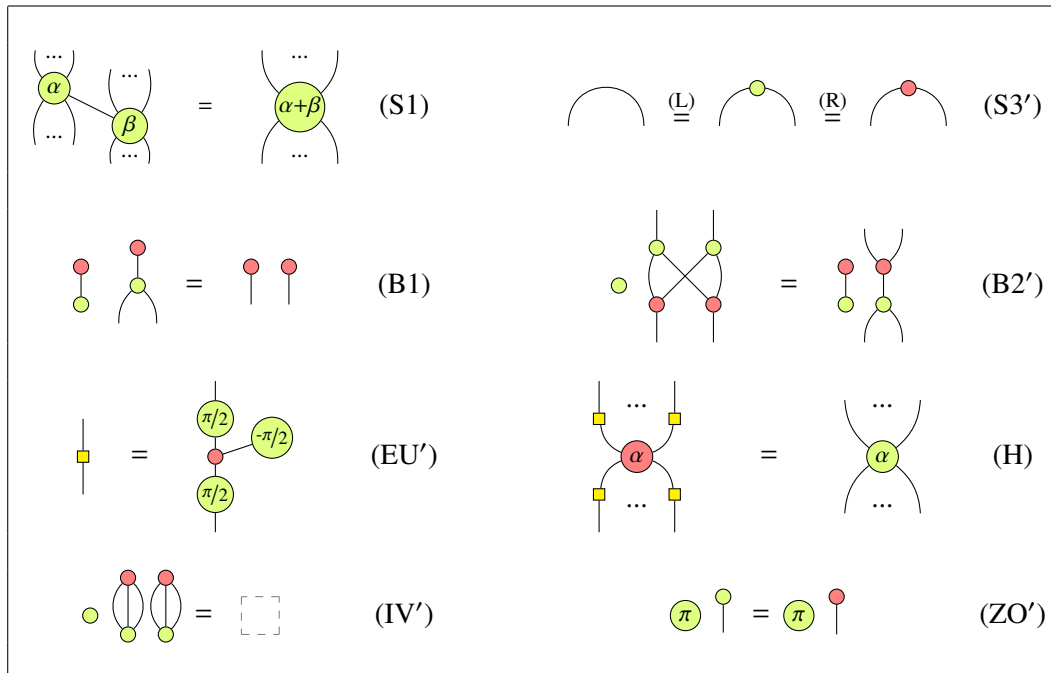 ... ... ...
α
β = α+β (S1)
... ... ...
(L) = (R) = (S3′)
= (B1)
= (B2′)
= π/2 -π/2 π/2 (EU′)
... α ... = ... α ... (H)
= (IV′)
π = π (ZO′)